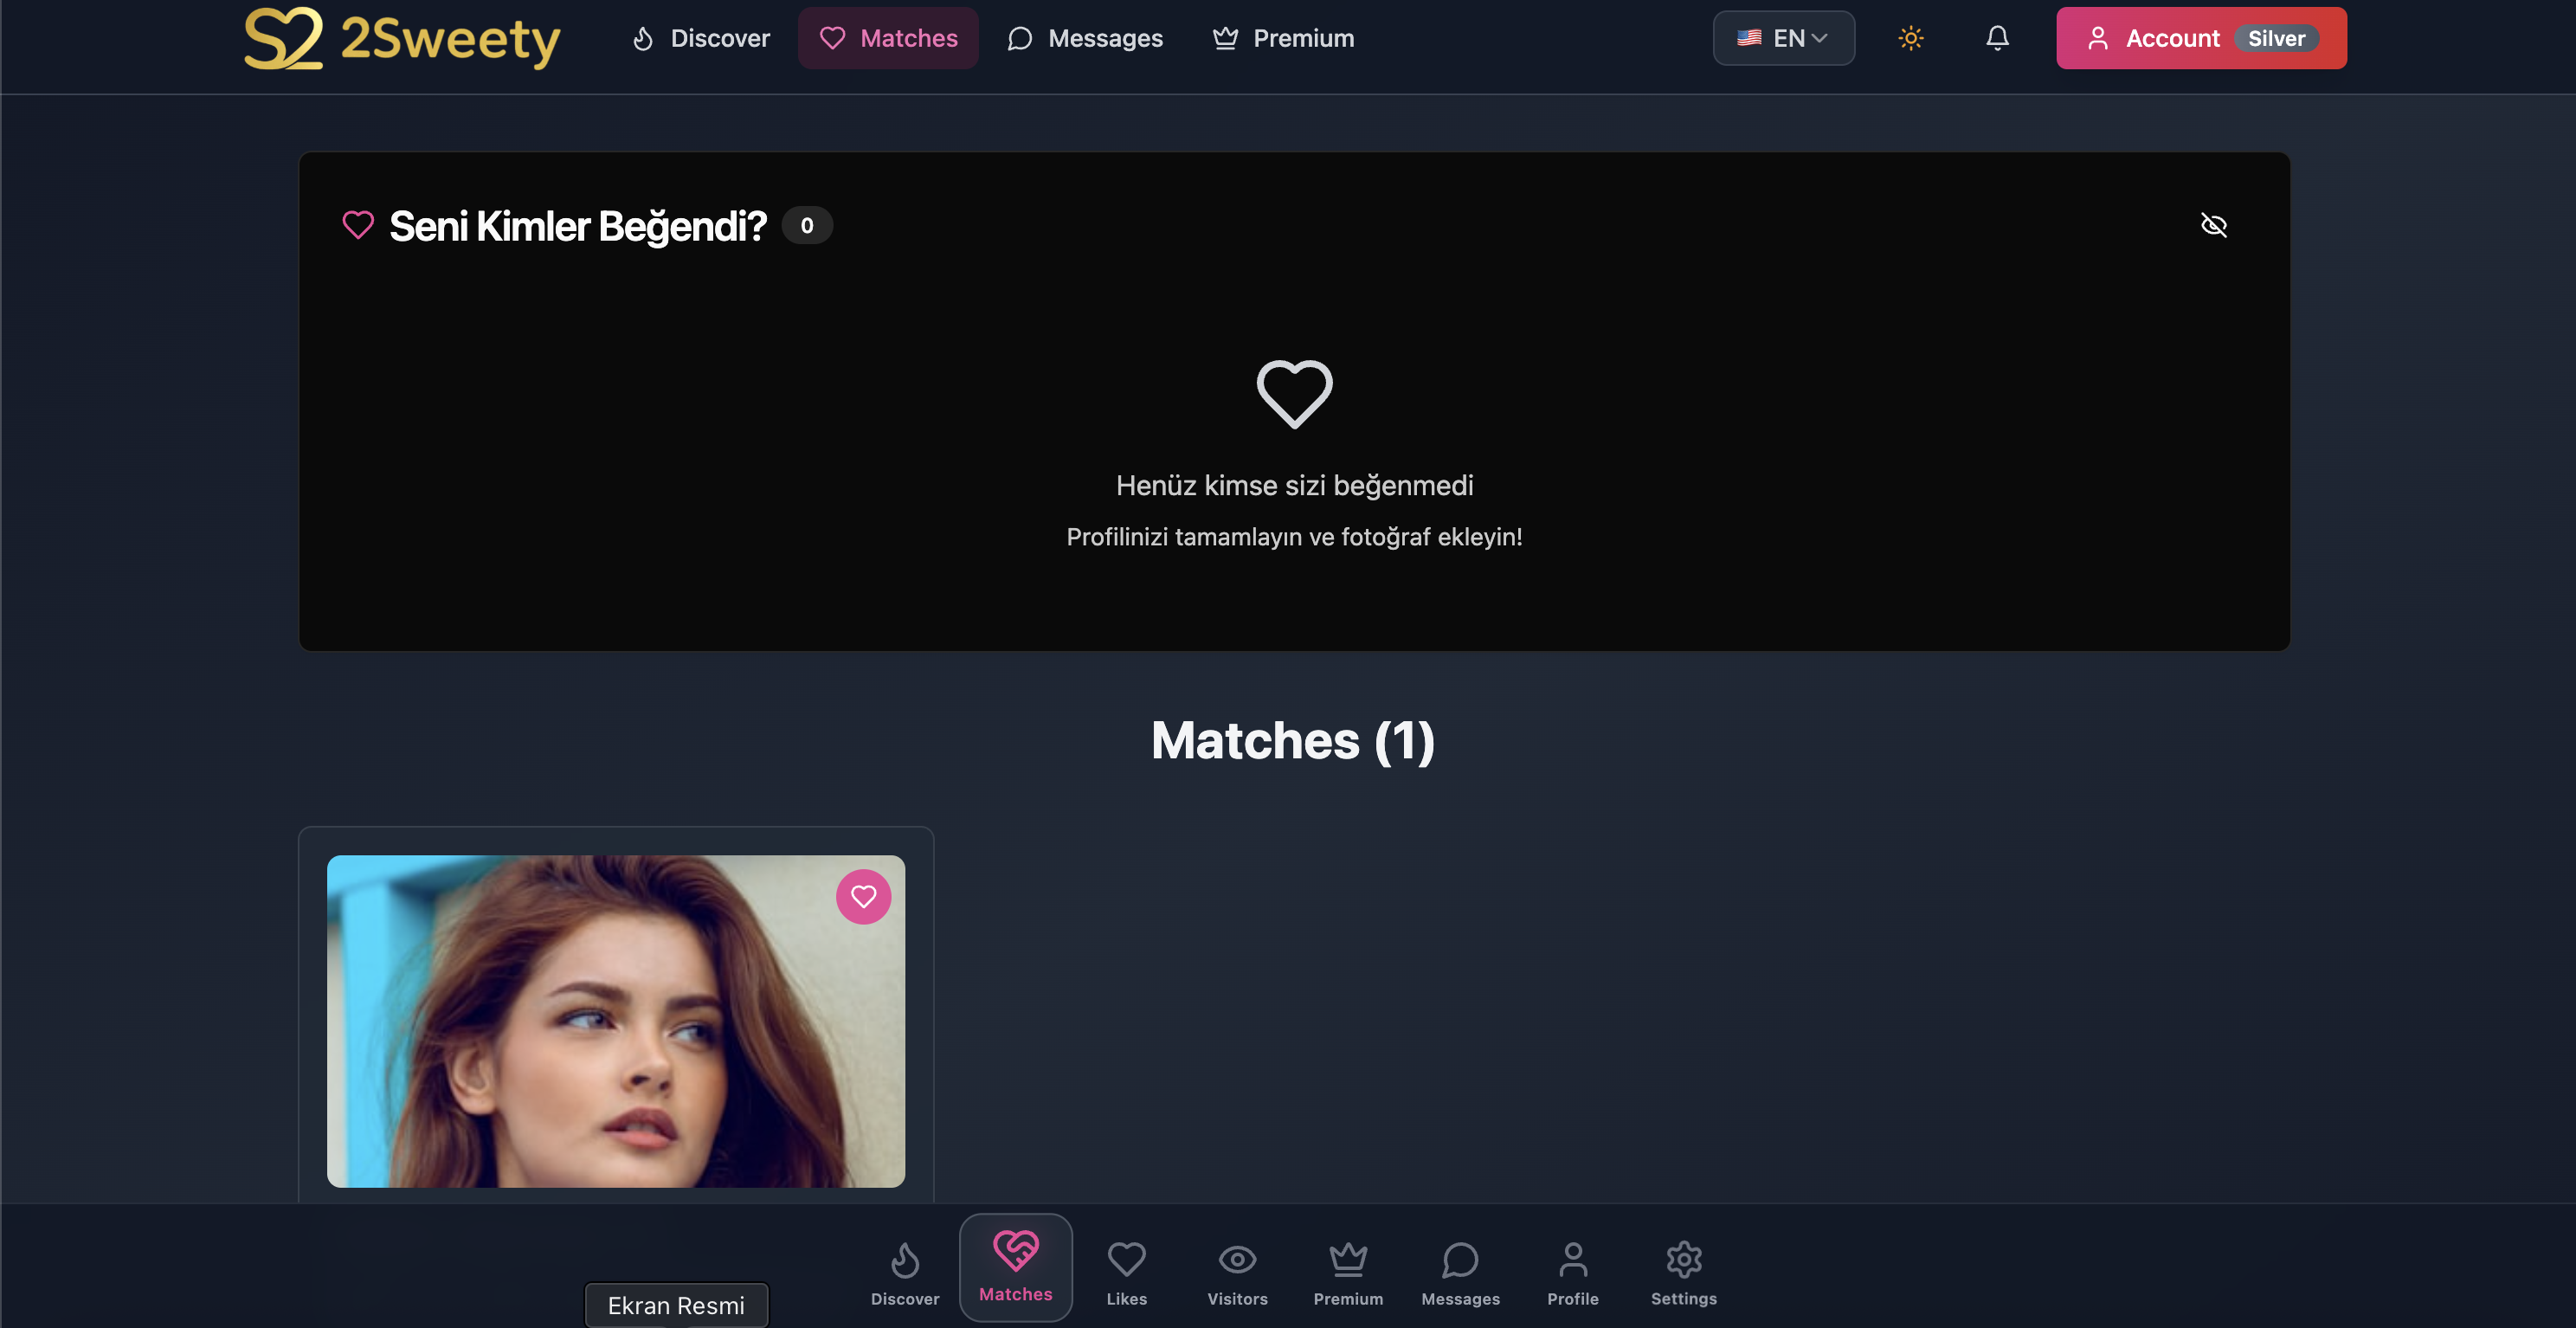 2Sweety
Discover
Matches
Messages
Premium
EN
Account
Silver
Seni Kimler Beğendi?
0
Henüz kimse sizi beğenmedi
Profilinizi tamamlayın ve fotoğraf ekleyin!
Matches (1)
Discover
Matches
Likes
Visitors
Premium
Messages
Profile
Settings
Ekran Resmi